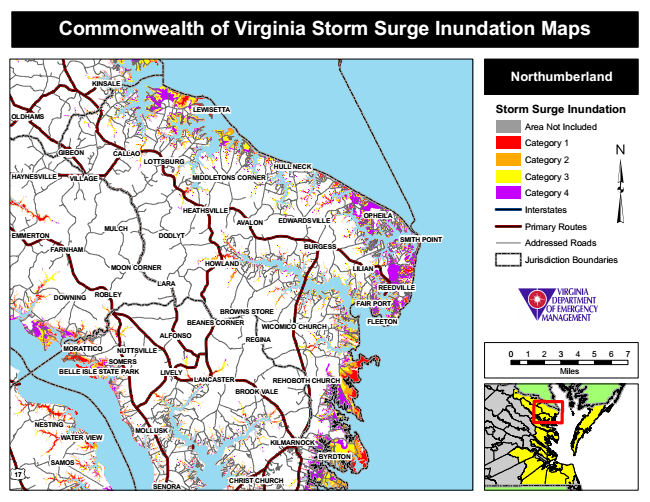 Commonwealth of Virginia Storm Surge Inundation Maps
Northumberland
Storm Surge Inundation
Area Not Included
Category 1
Category 2
Category 3
Category 4
Interstates
Primary Routes
Addressed Roads
Jurisdiction Boundaries
N
VIRGINIA
DEPARTMENT
OF EMERGENCY
MANAGEMENT
0 1 2 3 4 5 6 7
Miles
KINSALE
LEWISETTA
OLDHAMS
GIBEON
CALLAO
LOTTSBURG
HULL NECK
HAYNESVILLE
VILLAGE
MIDDLETONS CORNER
HEATHSVILLE
AVALON
EDWARDSVILLE
OPHELIA
EMMERTON
MULCH
DODLYT
SMITH POINT
FARNHAM
BURGESS
MOON CORNER
HOWLAND
LILIAN
LARA
REEDVILLE
DOWNING
ROBLEY
FAIR PORT
BROWNS STORE
FLEETON
BEANES CORNER
WICOMICO CHURCH
ALFONSO
REGINA
MORATTICO
NUTTSVILLE
SOMERS
BELLE ISLE STATE PARK
LIVELY
LANCASTER
REHOBOTH CHURCH
BROOK VALE
NESTING
WATER VIEW
MOLLUSK
KILMARNOCK
SAMOS
BYRDTON
17
CHRIST CHURCH
SENORA